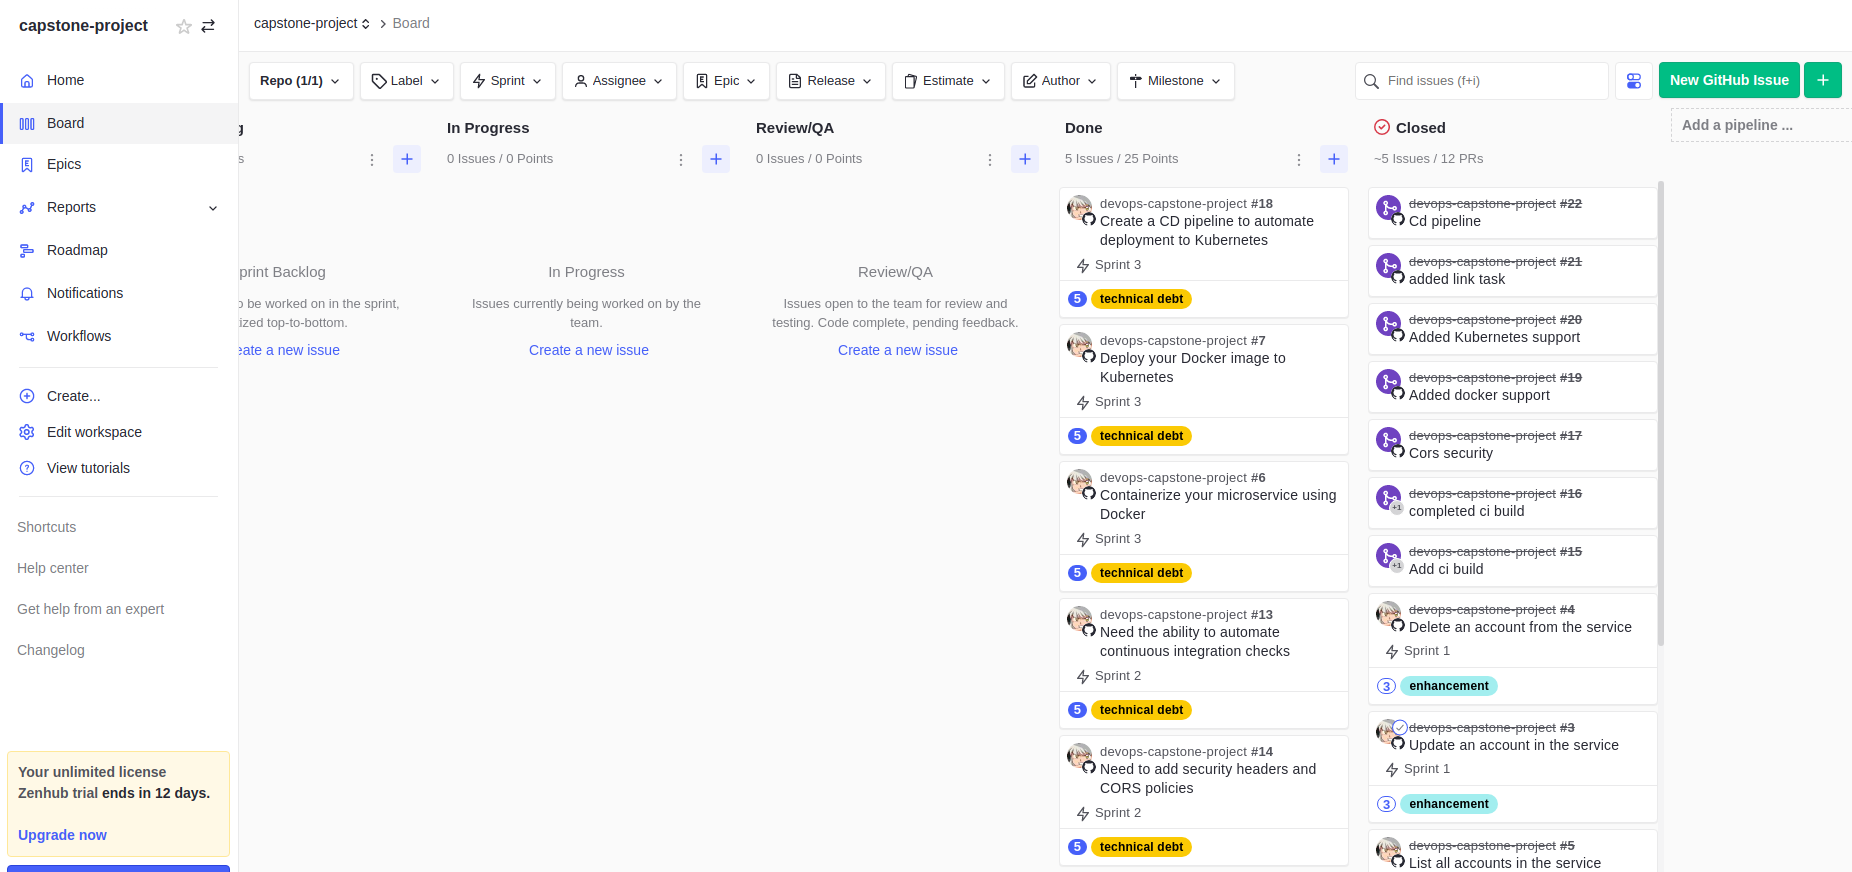 capstone-project
Home
Board
Epics
Reports
Roadmap
Notifications
Workflows
Create...
Edit workspace
View tutorials
Shortcuts
Help center
Get help from an expert
Changelog
Your unlimited license
Zenhub trial ends in 12 days.
Upgrade now
capstone-project Board
Repo (1/1) Label Sprint Assignee Epic Release Estimate Author Milestone
Find issues (f+i)
New GitHub Issue
g
s
print Backlog
o be worked on in the sprint,
ized top-to-bottom.
eate a new issue
In Progress
0 Issues / 0 Points
In Progress
Issues currently being worked on by the
team.
Create a new issue
Review/QA
0 Issues / 0 Points
Review/QA
Issues open to the team for review and
testing. Code complete, pending feedback.
Create a new issue
Done
5 Issues / 25 Points
devops-capstone-project #18
Create a CD pipeline to automate
deployment to Kubernetes
Sprint 3
5 technical debt
devops-capstone-project #7
Deploy your Docker image to
Kubernetes
Sprint 3
5 technical debt
devops-capstone-project #6
Containerize your microservice using
Docker
Sprint 3
5 technical debt
devops-capstone-project #13
Need the ability to automate
continuous integration checks
Sprint 2
5 technical debt
devops-capstone-project #14
Need to add security headers and
CORS policies
Sprint 2
5 technical debt
Closed
~5 Issues / 12 PRs
devops-capstone-project #22
Cd pipeline
devops-capstone-project #21
added link task
devops-capstone-project #20
Added Kubernetes support
devops-capstone-project #19
Added docker support
devops-capstone-project #17
Cors security
devops-capstone-project #16
+1
completed ci build
devops-capstone-project #15
+1
Add ci build
devops-capstone-project #4
Delete an account from the service
Sprint 1
3 enhancement
devops-capstone-project #3
Update an account in the service
Sprint 1
3 enhancement
devops-capstone-project #5
List all accounts in the service
Add a pipeline ...